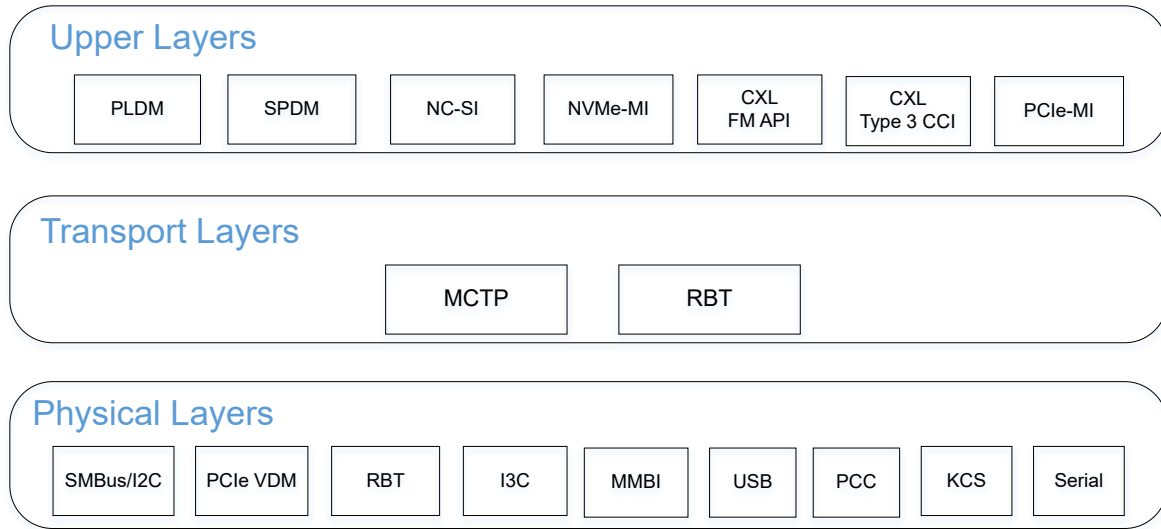 Upper Layers
PLDM
SPDM
NC-SI
NVMe-MI
CXL
FM API
CXL
Type 3 CCI
PCIe-MI
Transport Layers
MCTP
RBT
Physical Layers
SMBus/I2C
PCIe VDM
RBT
I3C
MMBI
USB
PCC
KCS
Serial